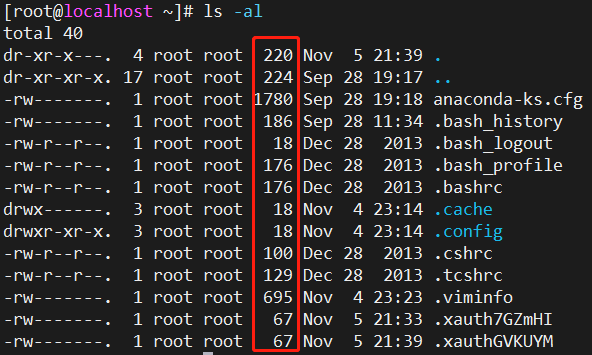 [root@localhost ~]# ls -al
total 40
dr-xr-x---. 4 root root 220 Nov 5 21:39 .
dr-xr-xr-x. 17 root root 224 Sep 28 19:17 ..
-rw-------. 1 root root 1780 Sep 28 19:18 anaconda-ks.cfg
-rw-------. 1 root root 186 Sep 28 11:34 .bash_history
-rw-r--r--. 1 root root 18 Dec 28 2013 .bash_logout
-rw-r--r--. 1 root root 176 Dec 28 2013 .bash_profile
-rw-r--r--. 1 root root 176 Dec 28 2013 .bashrc
drwx------. 3 root root 18 Nov 4 23:14 .cache
drwxr-xr-x. 3 root root 18 Nov 4 23:14 .config
-rw-r--r--. 1 root root 100 Dec 28 2013 .cshrc
-rw-r--r--. 1 root root 129 Dec 28 2013 .tcshrc
-rw-------. 1 root root 695 Nov 4 23:23 .viminfo
-rw-------. 1 root root 67 Nov 5 21:33 .xauth7GZmHI
-rw-------. 1 root root 67 Nov 5 21:39 .xauthGVKUYM